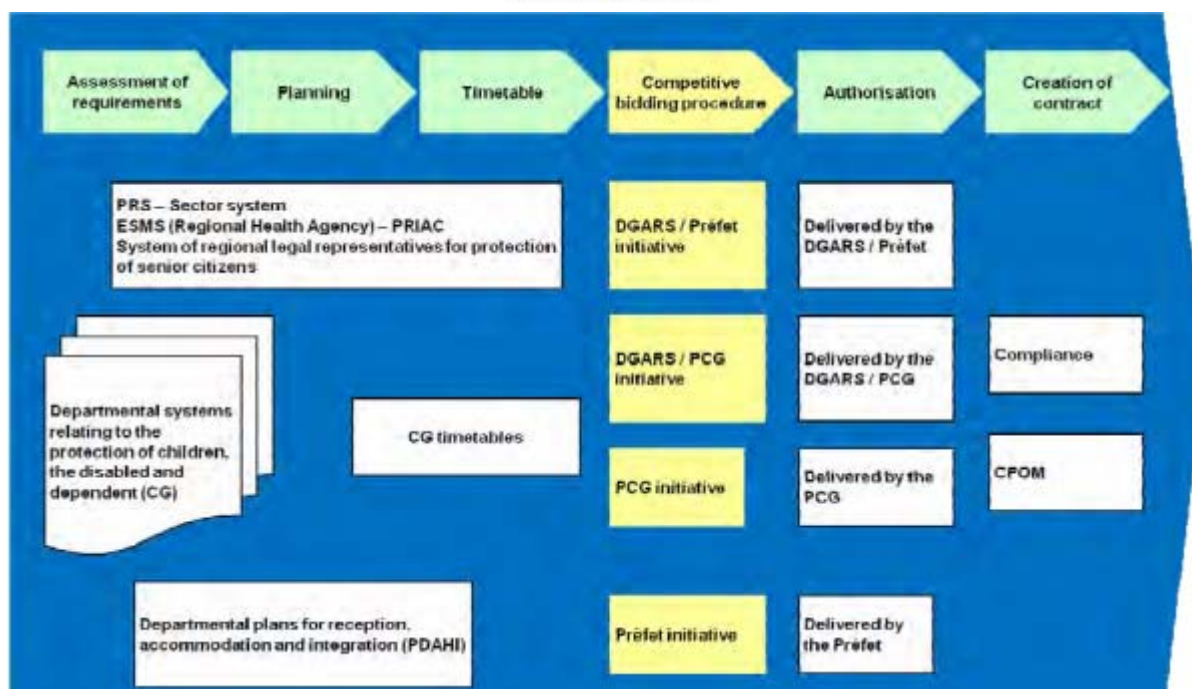 Assessment of
requirements
Planning
Timetable
Competitive
bidding procedure
Authorisation
Creation of
contract
PRS – Sector system
ESMS (Regional Health Agency) – PRIAC
System of regional legal representatives for protection
of senior citizens
DGARS / Préfet
initiative
Delivered by the
DGARS / Préfet
Departmental systems
relating to the
protection of children,
the disabled and
dependent (CG)
CG timetables
DGARS / PCG
initiative
Delivered by the
DGARS / PCG
Compliance
PCG initiative
Delivered by the
PCG
CPOM
Departmental plans for reception,
accommodation and integration (PDAHI)
Préfet initiative
Delivered by
the Préfet